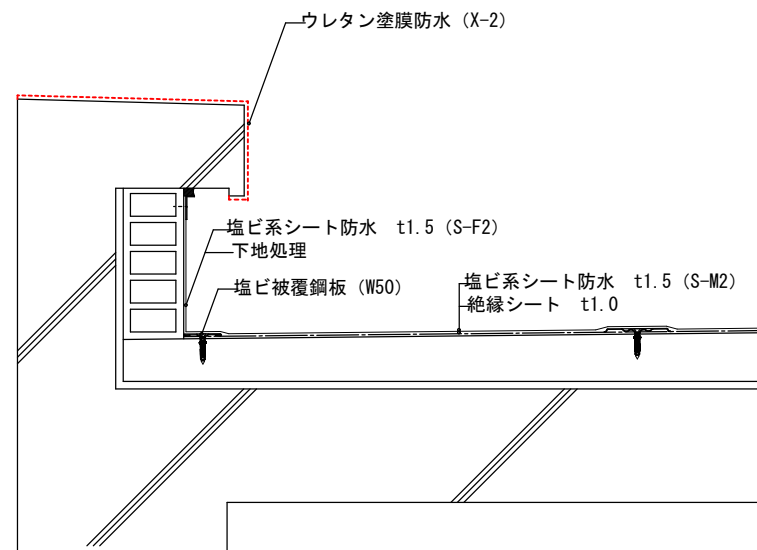 ウレタン塗膜防水（X-2）
塩ビ系シート防水　t1.5（S-F2）
下地処理
塩ビ被覆鋼板（W50）
塩ビ系シート防水　t1.5（S-M2）
絶縁シート　t1.0